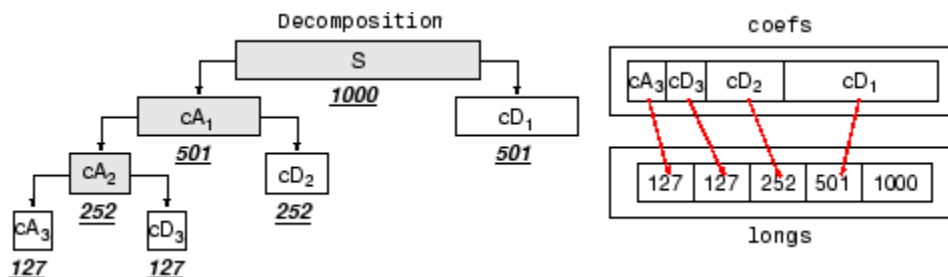 Decomposition
S
1000
cA₁ cD₁
501 501
cA₂ cD₂
252 252
cA₃ cD₃
127 127
coefs
cA₃ cD₃ cD₂ cD₁
127 127 252 501 1000
longs